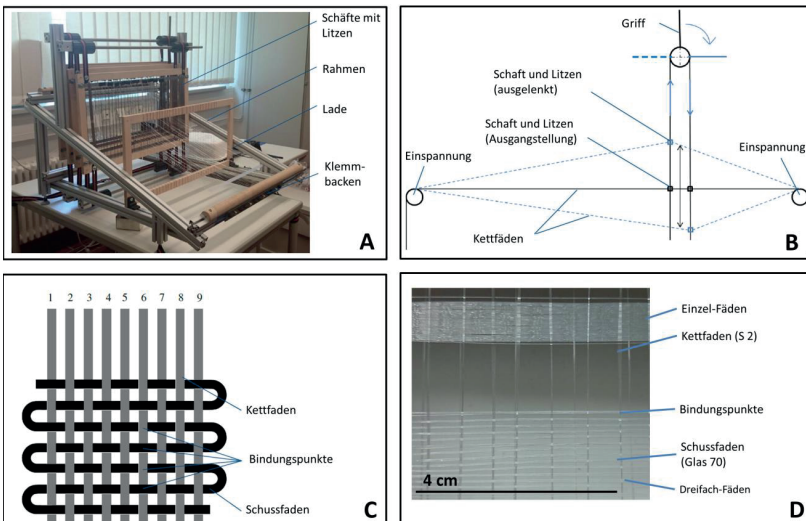 Schäfte mit
Litzen
Rahmen
Lade
Klemm-
backen
A
Griff
Schaft und Litzen
(ausgelenkt)
Schaft und Litzen
(Ausgangstellung)
Einspannung
Einspannung
Kettfäden
B
1 2 3 4 5 6 7 8 9
Kettfaden
Bindungspunkte
Schussfaden
C
Einzel-Fäden
Kettfaden (S 2)
Bindungspunkte
Schussfaden
(Glas 70)
4 cm
Dreifach-Fäden
D